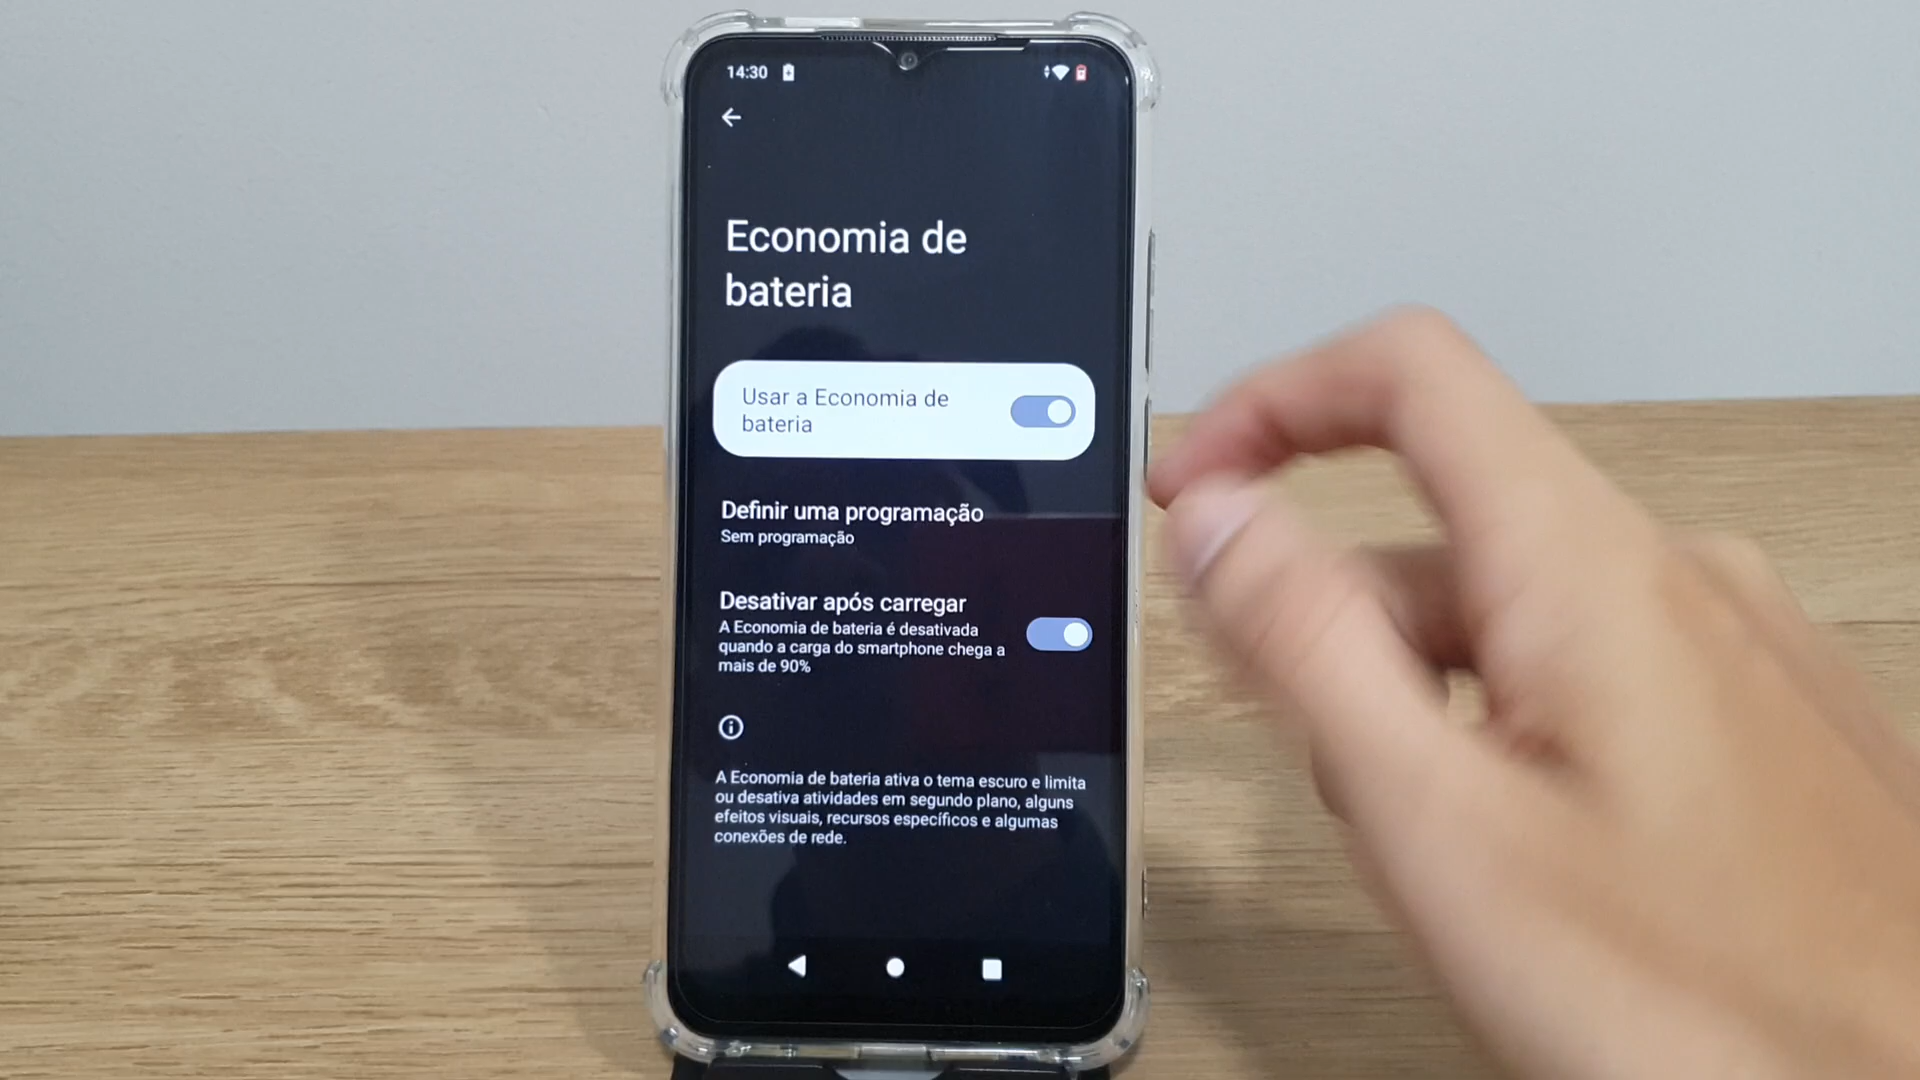 14:30
Economia de
bateria
Usar a Economia de
bateria
Definir uma programação
Sem programação
Desativar após carregar
A Economia de bateria é desativada
quando a carga do smartphone chega a
mais de 90%
A Economia de bateria ativa o tema escuro e limita
ou desativa atividades em segundo plano, alguns
efeitos visuais, recursos específicos e algumas
conexões de rede.